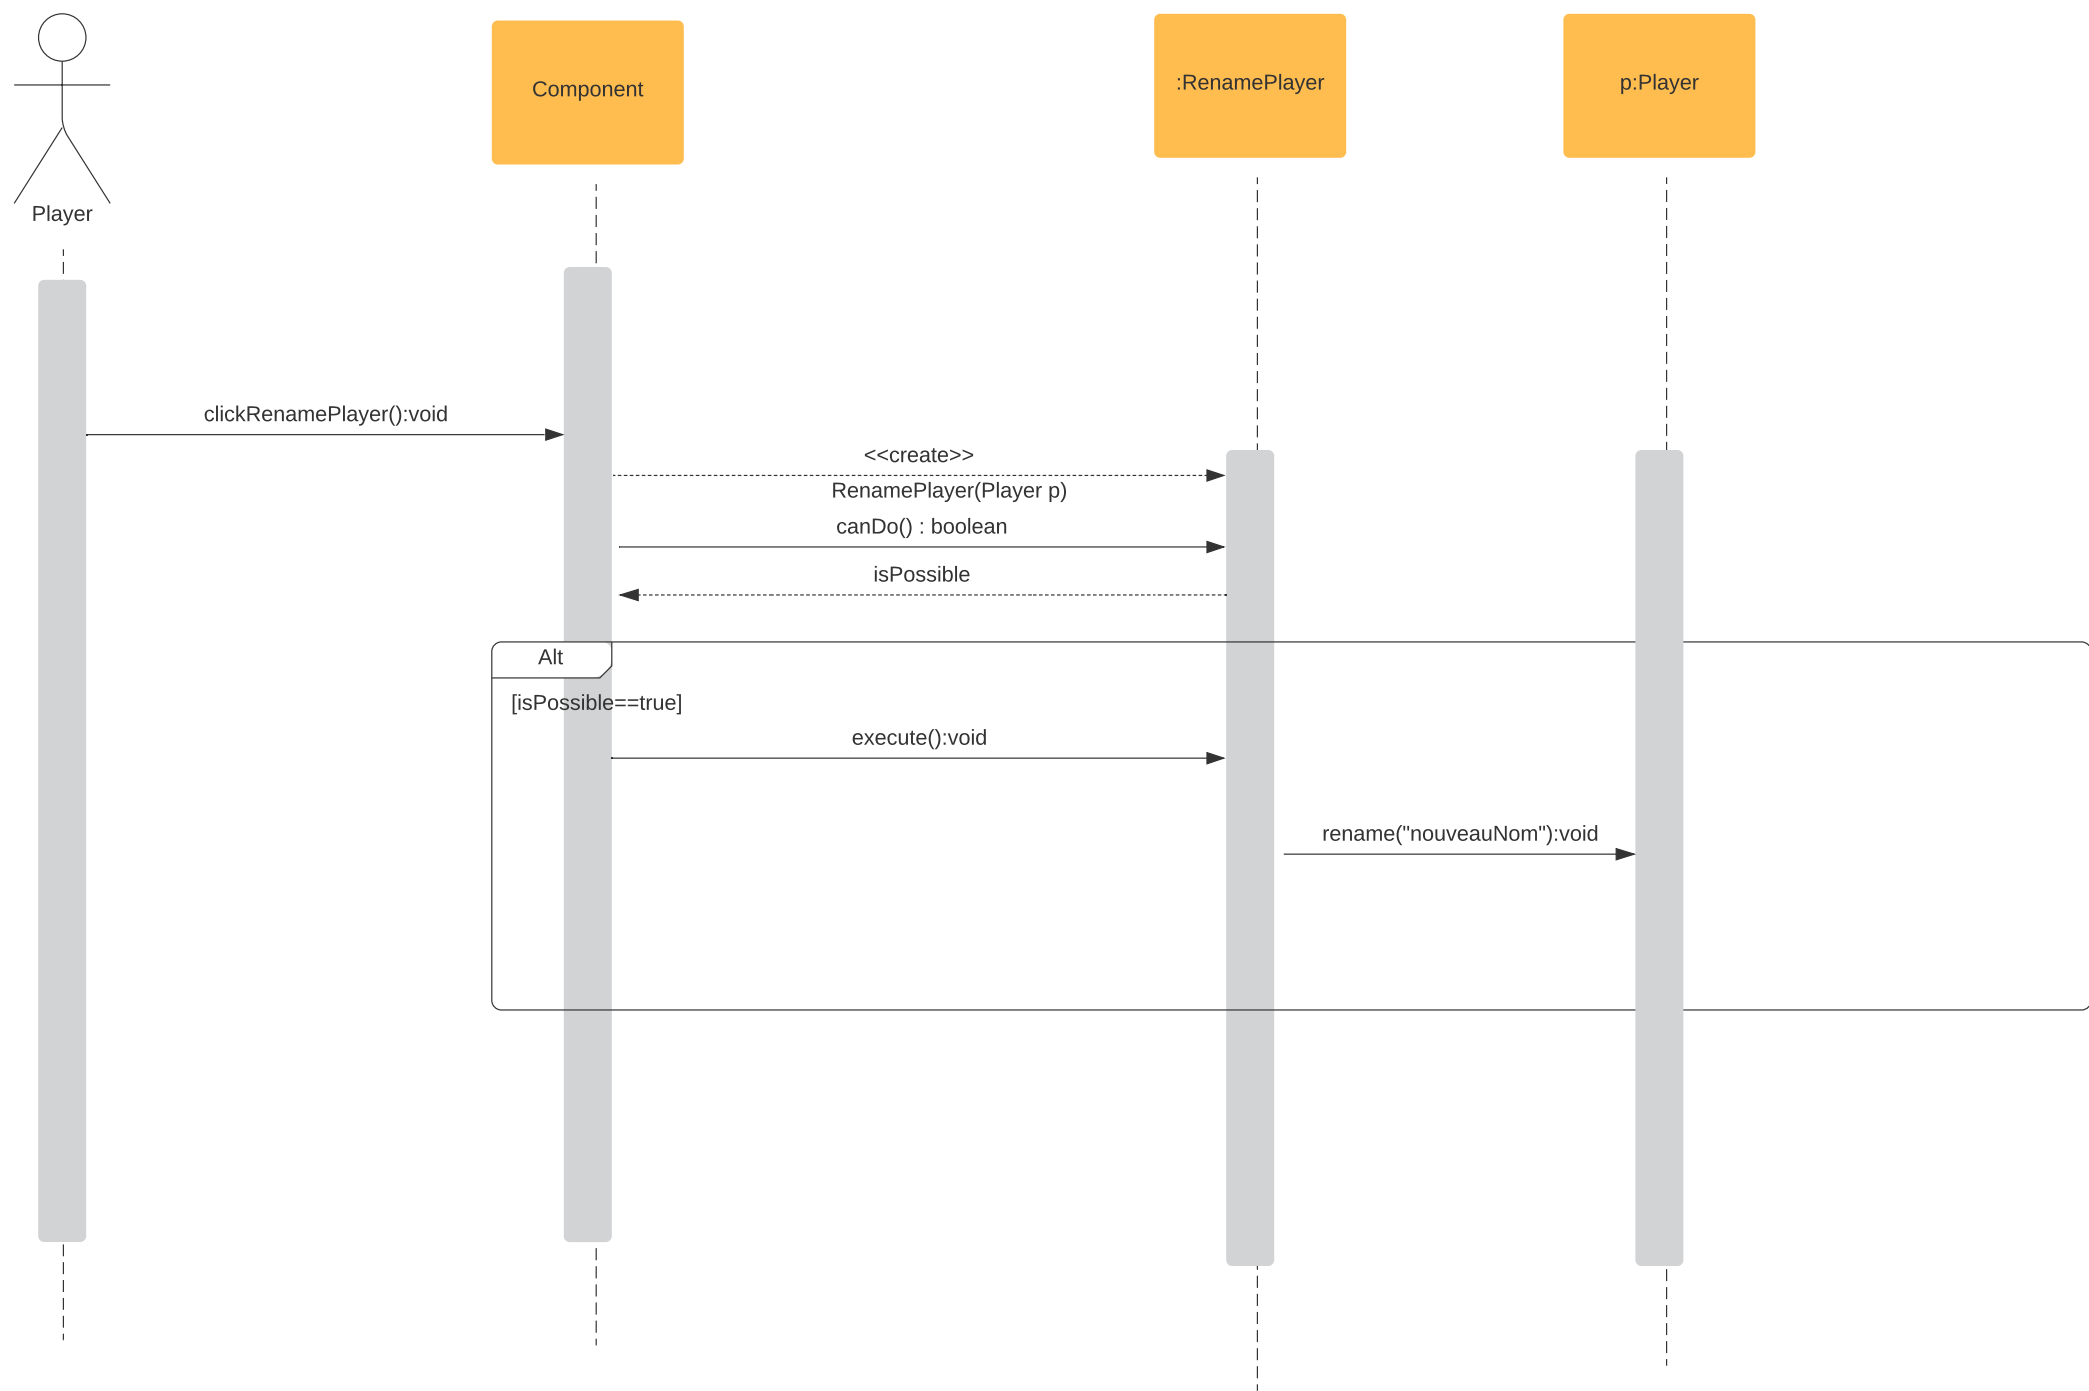 Player
Component
:RenamePlayer
p:Player
clickRenamePlayer():void
<<create>>
RenamePlayer(Player p)
canDo() : boolean
isPossible
Alt
[isPossible==true]
execute():void
rename("nouveauNom"):void